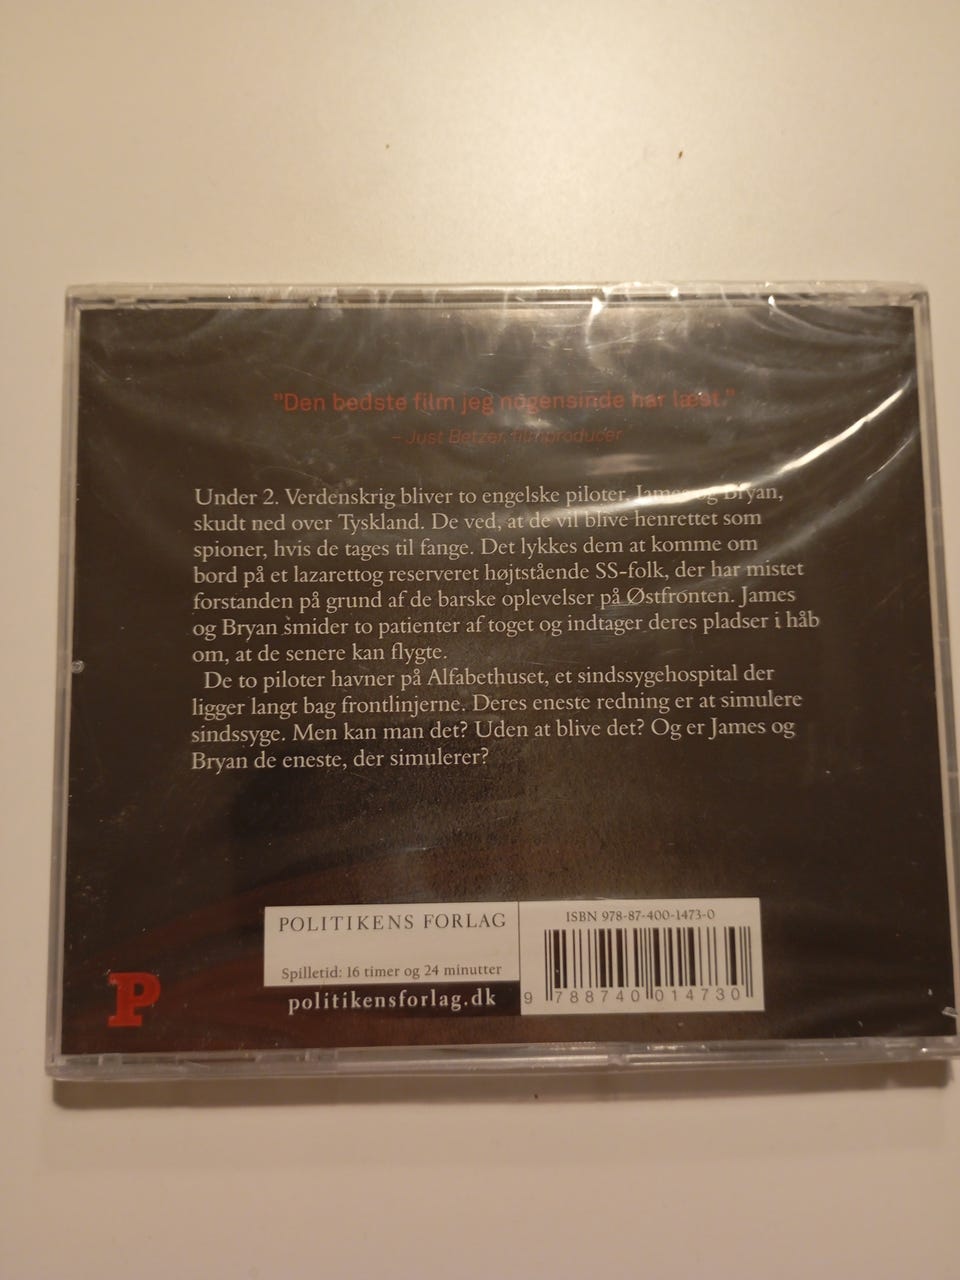 "Den bedste film jeg nogensinde har læst."
– Just Betzer, filmproducer
Under 2. Verdenskrig bliver to engelske piloter, James og Bryan,
skudt ned over Tyskland. De ved, at de vil blive henrettet som
spioner, hvis de tages til fange. Det lykkes dem at komme om
bord på et lazarettog reserveret højtstående SS-folk, der har mistet
forstanden på grund af de barske oplevelser på Østfronten. James
og Bryan smider to patienter af toget og indtager deres pladser i håb
om, at de senere kan flygte.
De to piloter havner på Alfabethuset, et sindssygehospital der
ligger langt bag frontlinjerne. Deres eneste redning er at simulere
sindssyge. Men kan man det? Uden at blive det? Og er James og
Bryan de eneste, der simulerer?
POLITIKENS FORLAG
Spilletid: 16 timer og 24 minutter
politikensforlag.dk
ISBN 978-87-400-1473-0
9 788740 014730
P